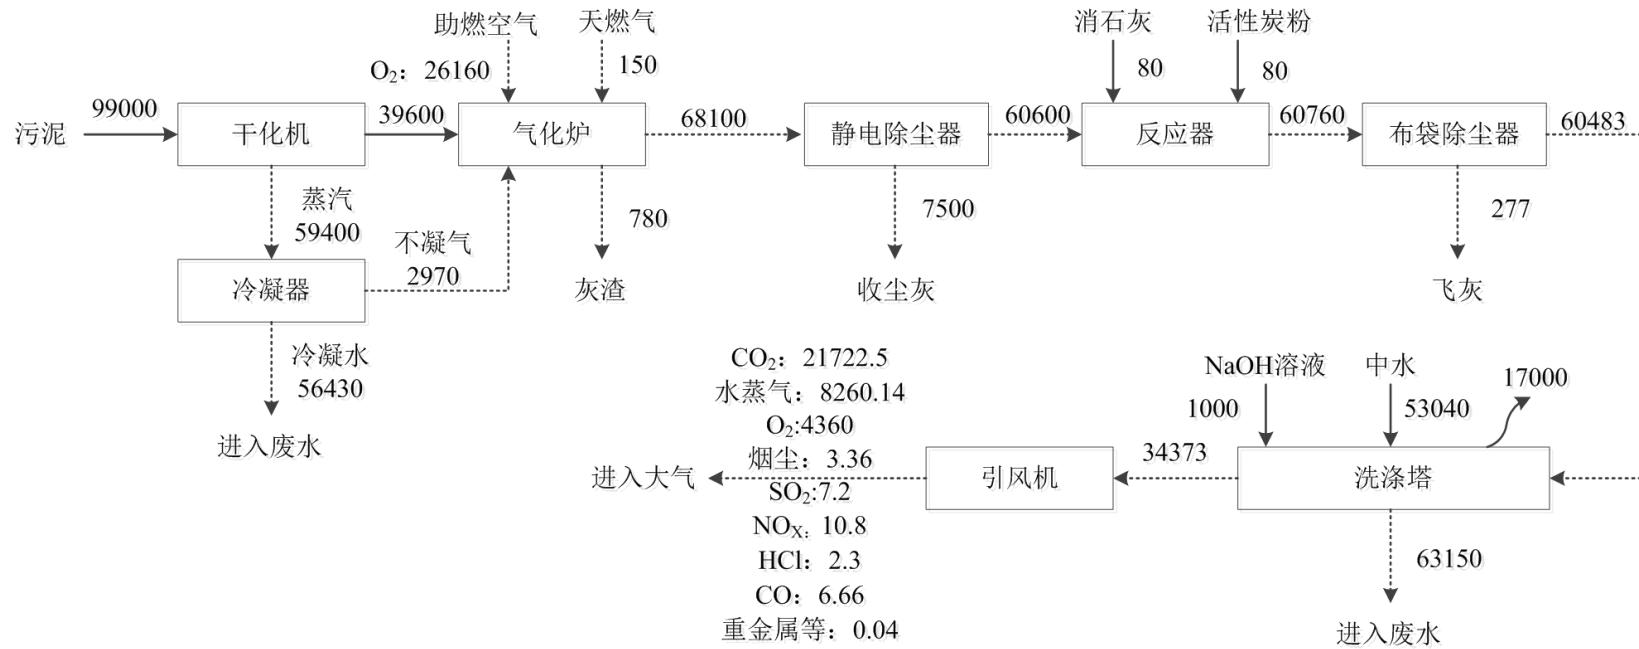 助燃空气
天燃气
消石灰
活性炭粉
O₂：26160
150
80
80
污泥
99000
干化机
39600
气化炉
68100
静电除尘器
60600
反应器
60760
布袋除尘器
60483
蒸汽
59400
不凝气
2970
780
7500
277
冷凝器
灰渣
收尘灰
飞灰
冷凝水
56430
进入废水
CO₂：21722.5
水蒸气：8260.14
O₂:4360
烟尘：3.36
进入大气
SO₂:7.2
NOX：10.8
HCl：2.3
CO：6.66
重金属等：0.04
引风机
34373
NaOH溶液
1000
中水
53040
17000
洗涤塔
63150
进入废水